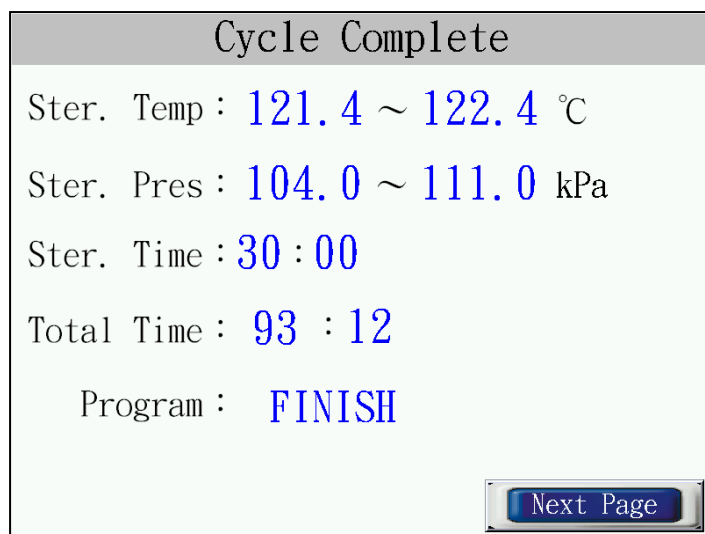 Cycle Complete
Ster. Temp: 121.4 ~ 122.4 ℃
Ster. Pres: 104.0 ~ 111.0 kPa
Ster. Time:30:00
Total Time: 93 :12
Program: FINISH
Next Page